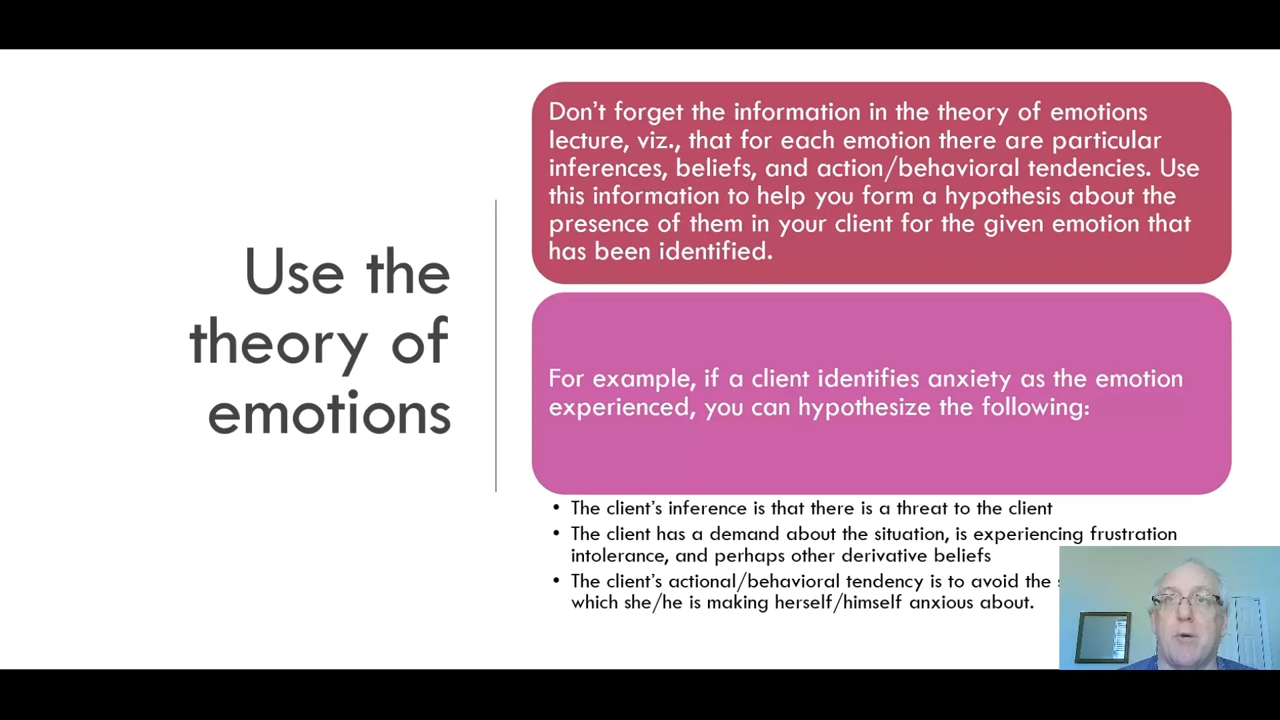 Use the
theory of
emotions
Don't forget the information in the theory of emotions
lecture, viz., that for each emotion there are particular
inferences, beliefs, and action/behavioral tendencies. Use
this information to help you form a hypothesis about the
presence of them in your client for the given emotion that
has been identified.
For example, if a client identifies anxiety as the emotion
experienced, you can hypothesize the following:
• The client's inference is that there is a threat to the client
• The client has a demand about the situation, is experiencing frustration
intolerance, and perhaps other derivative beliefs
• The client's actional/behavioral tendency is to avoid the
which she/he is making herself/himself anxious about.